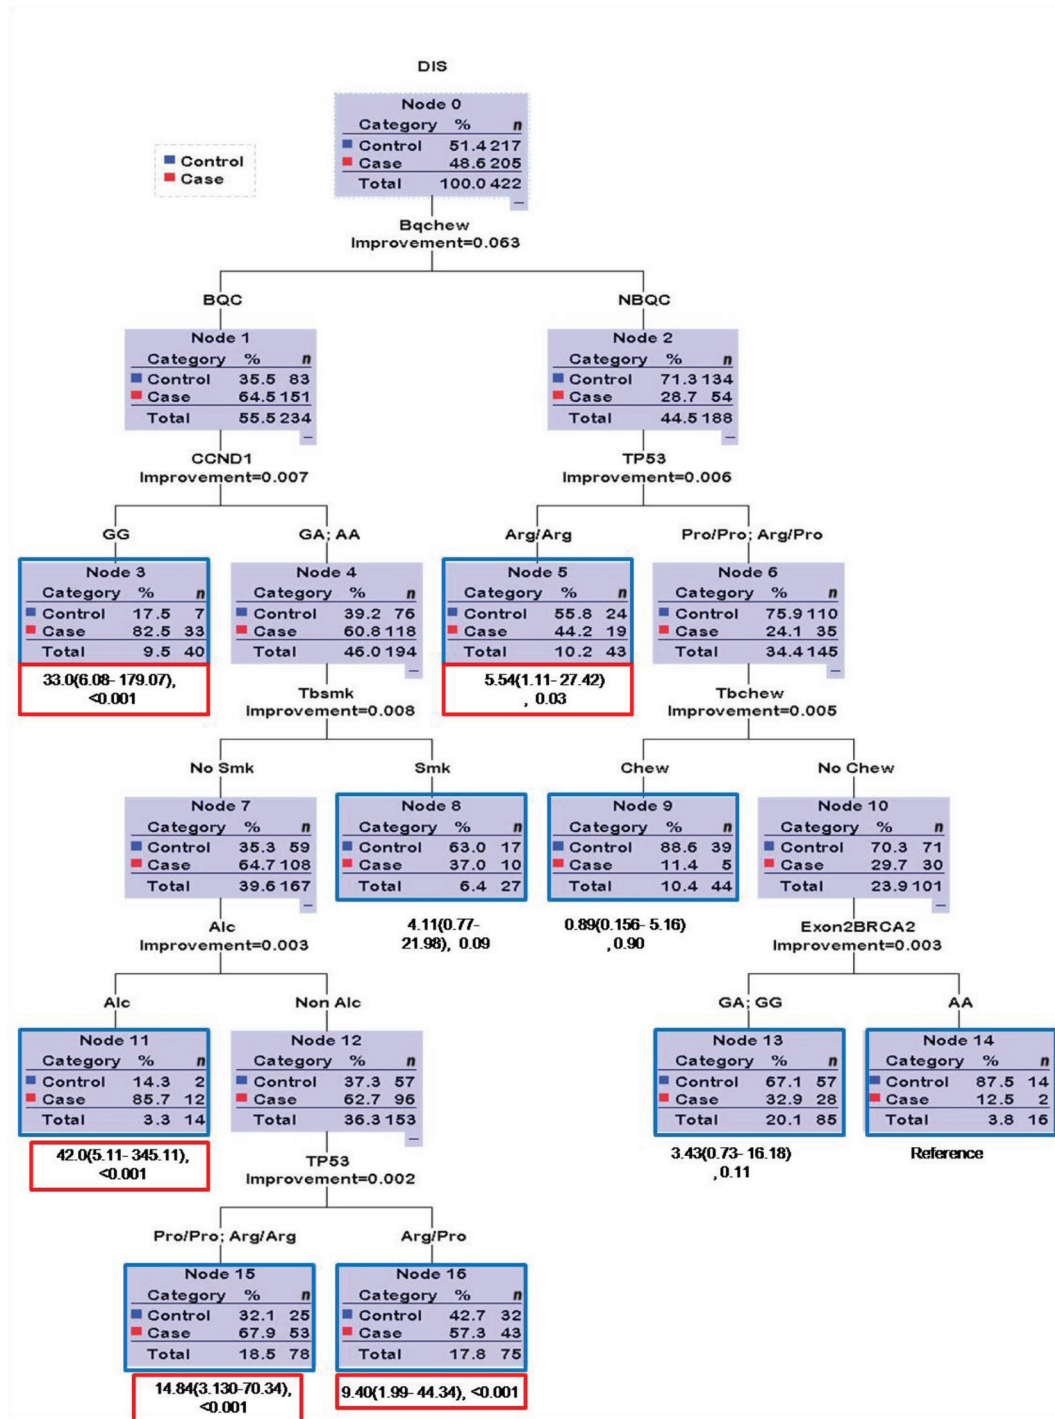 DIS
Node 0
Category % n
Control 51.4 217
Case 48.6 205
Total 100.0 422
Control
Case
Bqchew
Improvement=0.063
BQC
NBQC
Node 1
Category % n
Control 35.5 83
Case 64.5 151
Total 55.5 234
Node 2
Category % n
Control 71.3 134
Case 28.7 54
Total 44.5 188
CCND1
Improvement=0.007
TP53
Improvement=0.006
GG
GA; AA
Arg/Arg
Pro/Pro; Arg/Pro
Node 3
Category % n
Control 17.5 7
Case 82.5 33
Total 9.5 40
33.0(6.08- 179.07),
<0.001
Node 4
Category % n
Control 39.2 76
Case 60.8 118
Total 46.0 194
Node 5
Category % n
Control 55.8 24
Case 44.2 19
Total 10.2 43
5.54(1.11- 27.42)
, 0.03
Node 6
Category % n
Control 75.9 110
Case 24.1 35
Total 34.4 145
Tbsmk
Improvement=0.008
Tbchew
Improvement=0.005
No Smk
Smk
Chew
No Chew
Node 7
Category % n
Control 35.3 59
Case 64.7 108
Total 39.6 167
Node 8
Category % n
Control 63.0 17
Case 37.0 10
Total 6.4 27
4.11(0.77-
21.98), 0.09
Node 9
Category % n
Control 88.6 39
Case 11.4 5
Total 10.4 44
0.89(0.156- 5.16)
, 0.90
Node 10
Category % n
Control 70.3 71
Case 29.7 30
Total 23.9 101
Alc
Improvement=0.003
Exon2BRCA2
Improvement=0.003
Alc
Non Alc
GA; GG
AA
Node 11
Category % n
Control 14.3 2
Case 85.7 12
Total 3.3 14
42.0(5.11- 345.11),
<0.001
Node 12
Category % n
Control 37.3 57
Case 62.7 96
Total 36.3 153
Node 13
Category % n
Control 67.1 57
Case 32.9 28
Total 20.1 85
3.43(0.73- 16.18)
, 0.11
Node 14
Category % n
Control 87.5 14
Case 12.5 2
Total 3.8 16
Reference
TP53
Improvement=0.002
Pro/Pro; Arg/Arg
Arg/Pro
Node 15
Category % n
Control 32.1 25
Case 67.9 53
Total 18.5 78
14.84(3.130-70.34),
<0.001
Node 16
Category % n
Control 42.7 32
Case 57.3 43
Total 17.8 75
9.40(1.99- 44.34), <0.001